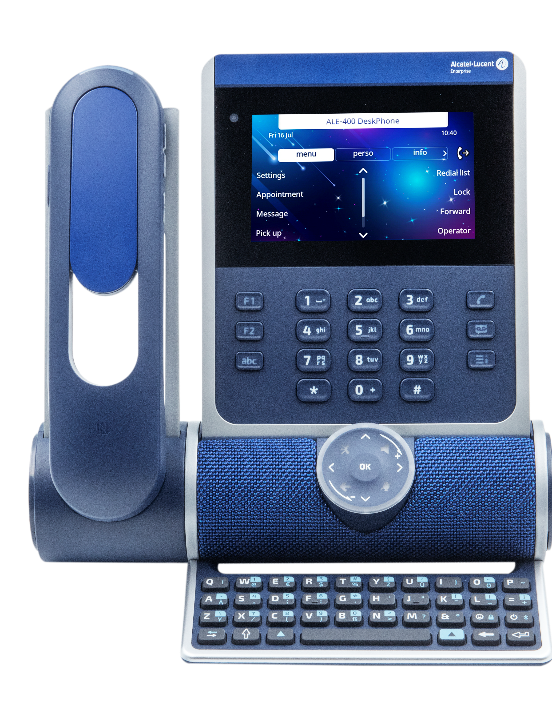 Alcatel·Lucent
Enterprise
ALE-400 DeskPhone
Fri 16 Jul 10:40
menu perso info
Settings Redial list
Appointment Lock
Message Forward
Pick up Operator
F1 1 2 abc 3 def
F2 4 ghi 5 jkl 6 mno
abc 7 pqrs 8 tuv 9 wxyz
* 0 + #
OK
Q W E R T Y U I O P
A S D F G H J K L
Z X C V B N M &